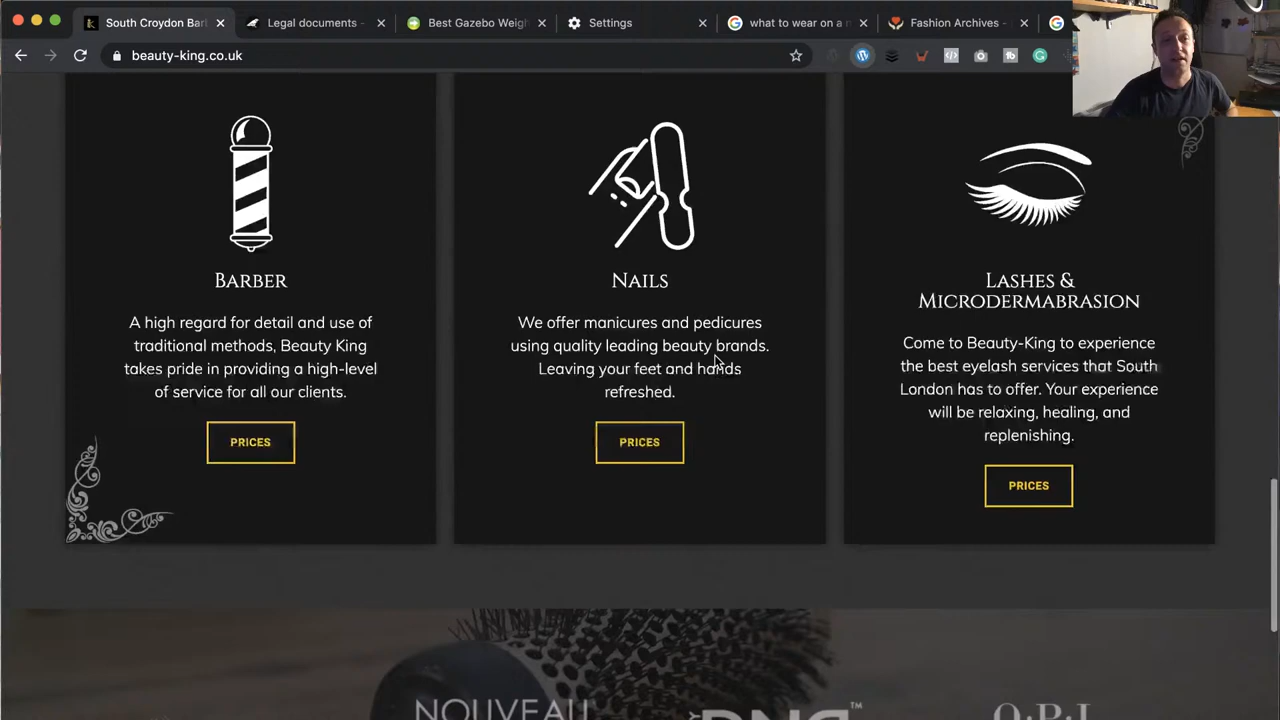 South Croydon Bar
Legal documents -
Best Gazebo Weigh
Settings
what to wear on a
Fashion Archives -
beauty-king.co.uk
BARBER
A high regard for detail and use of
traditional methods, Beauty King
takes pride in providing a high-level
of service for all our clients.
PRICES
NAILS
We offer manicures and pedicures
using quality leading beauty brands.
Leaving your feet and hands
refreshed.
PRICES
LASHES &
MICRODERMABRASION
Come to Beauty-King to experience
the best eyelash services that South
London has to offer. Your experience
will be relaxing, healing, and
replenishing.
PRICES
NOUVEAU
O·P·I